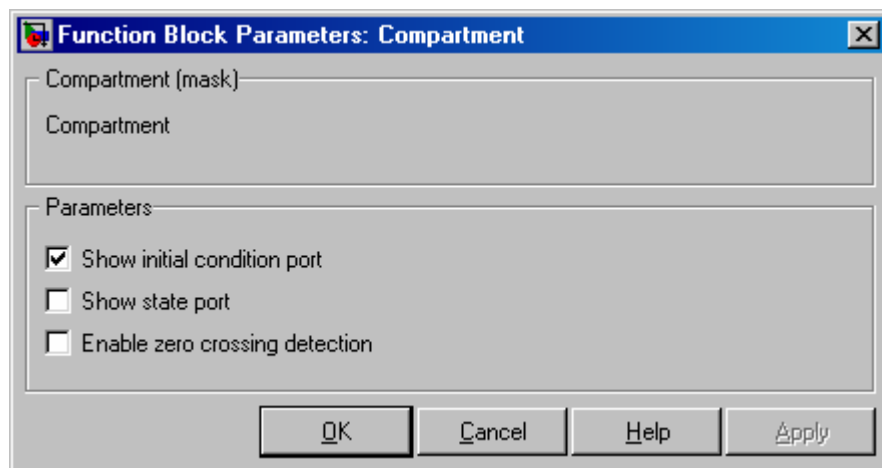 Function Block Parameters: Compartment
Compartment (mask)
Compartment
Parameters
Show initial condition port
Show state port
Enable zero crossing detection
OK Cancel Help Apply